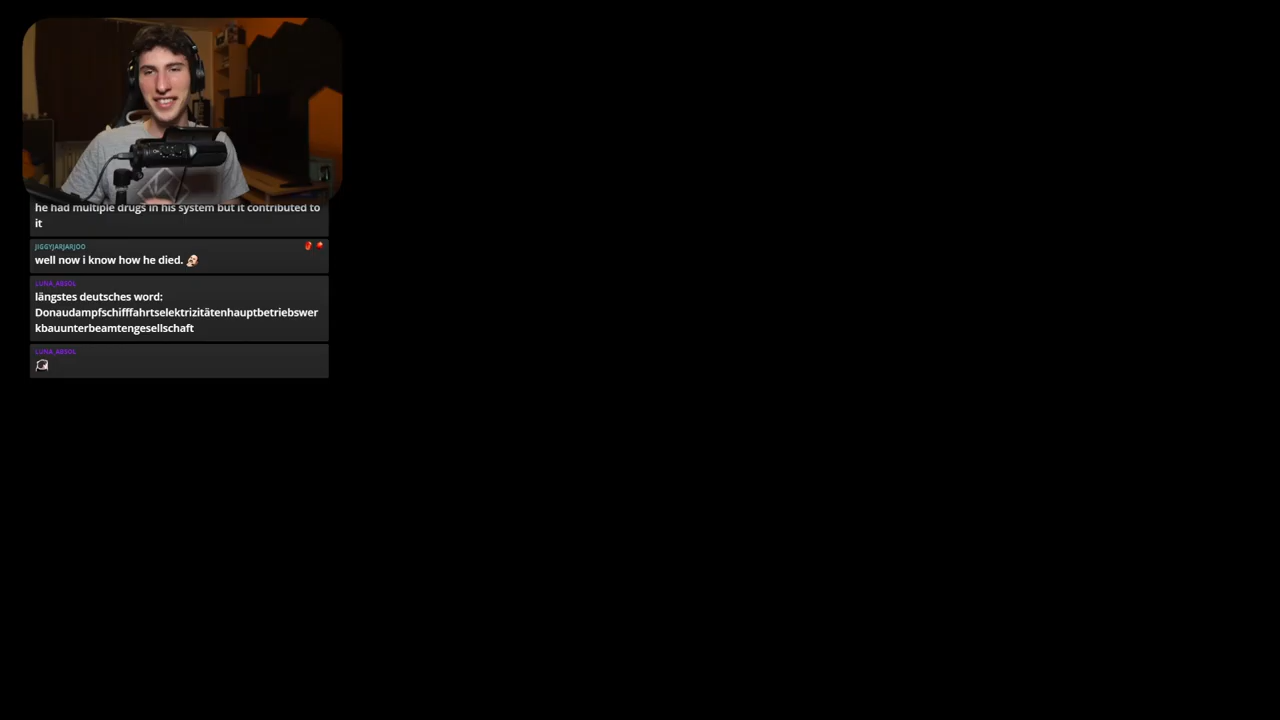 he had multiple drugs in his system but it contributed to
it
JIGGYJARJARJOO
well now i know how he died.
LUNA_ABSOL
längstes deutsches word:
Donaudampfschifffahrtselektrizitätenhauptbetriebswer
kbauunterbeamtengesellschaft
LUNA_ABSOL